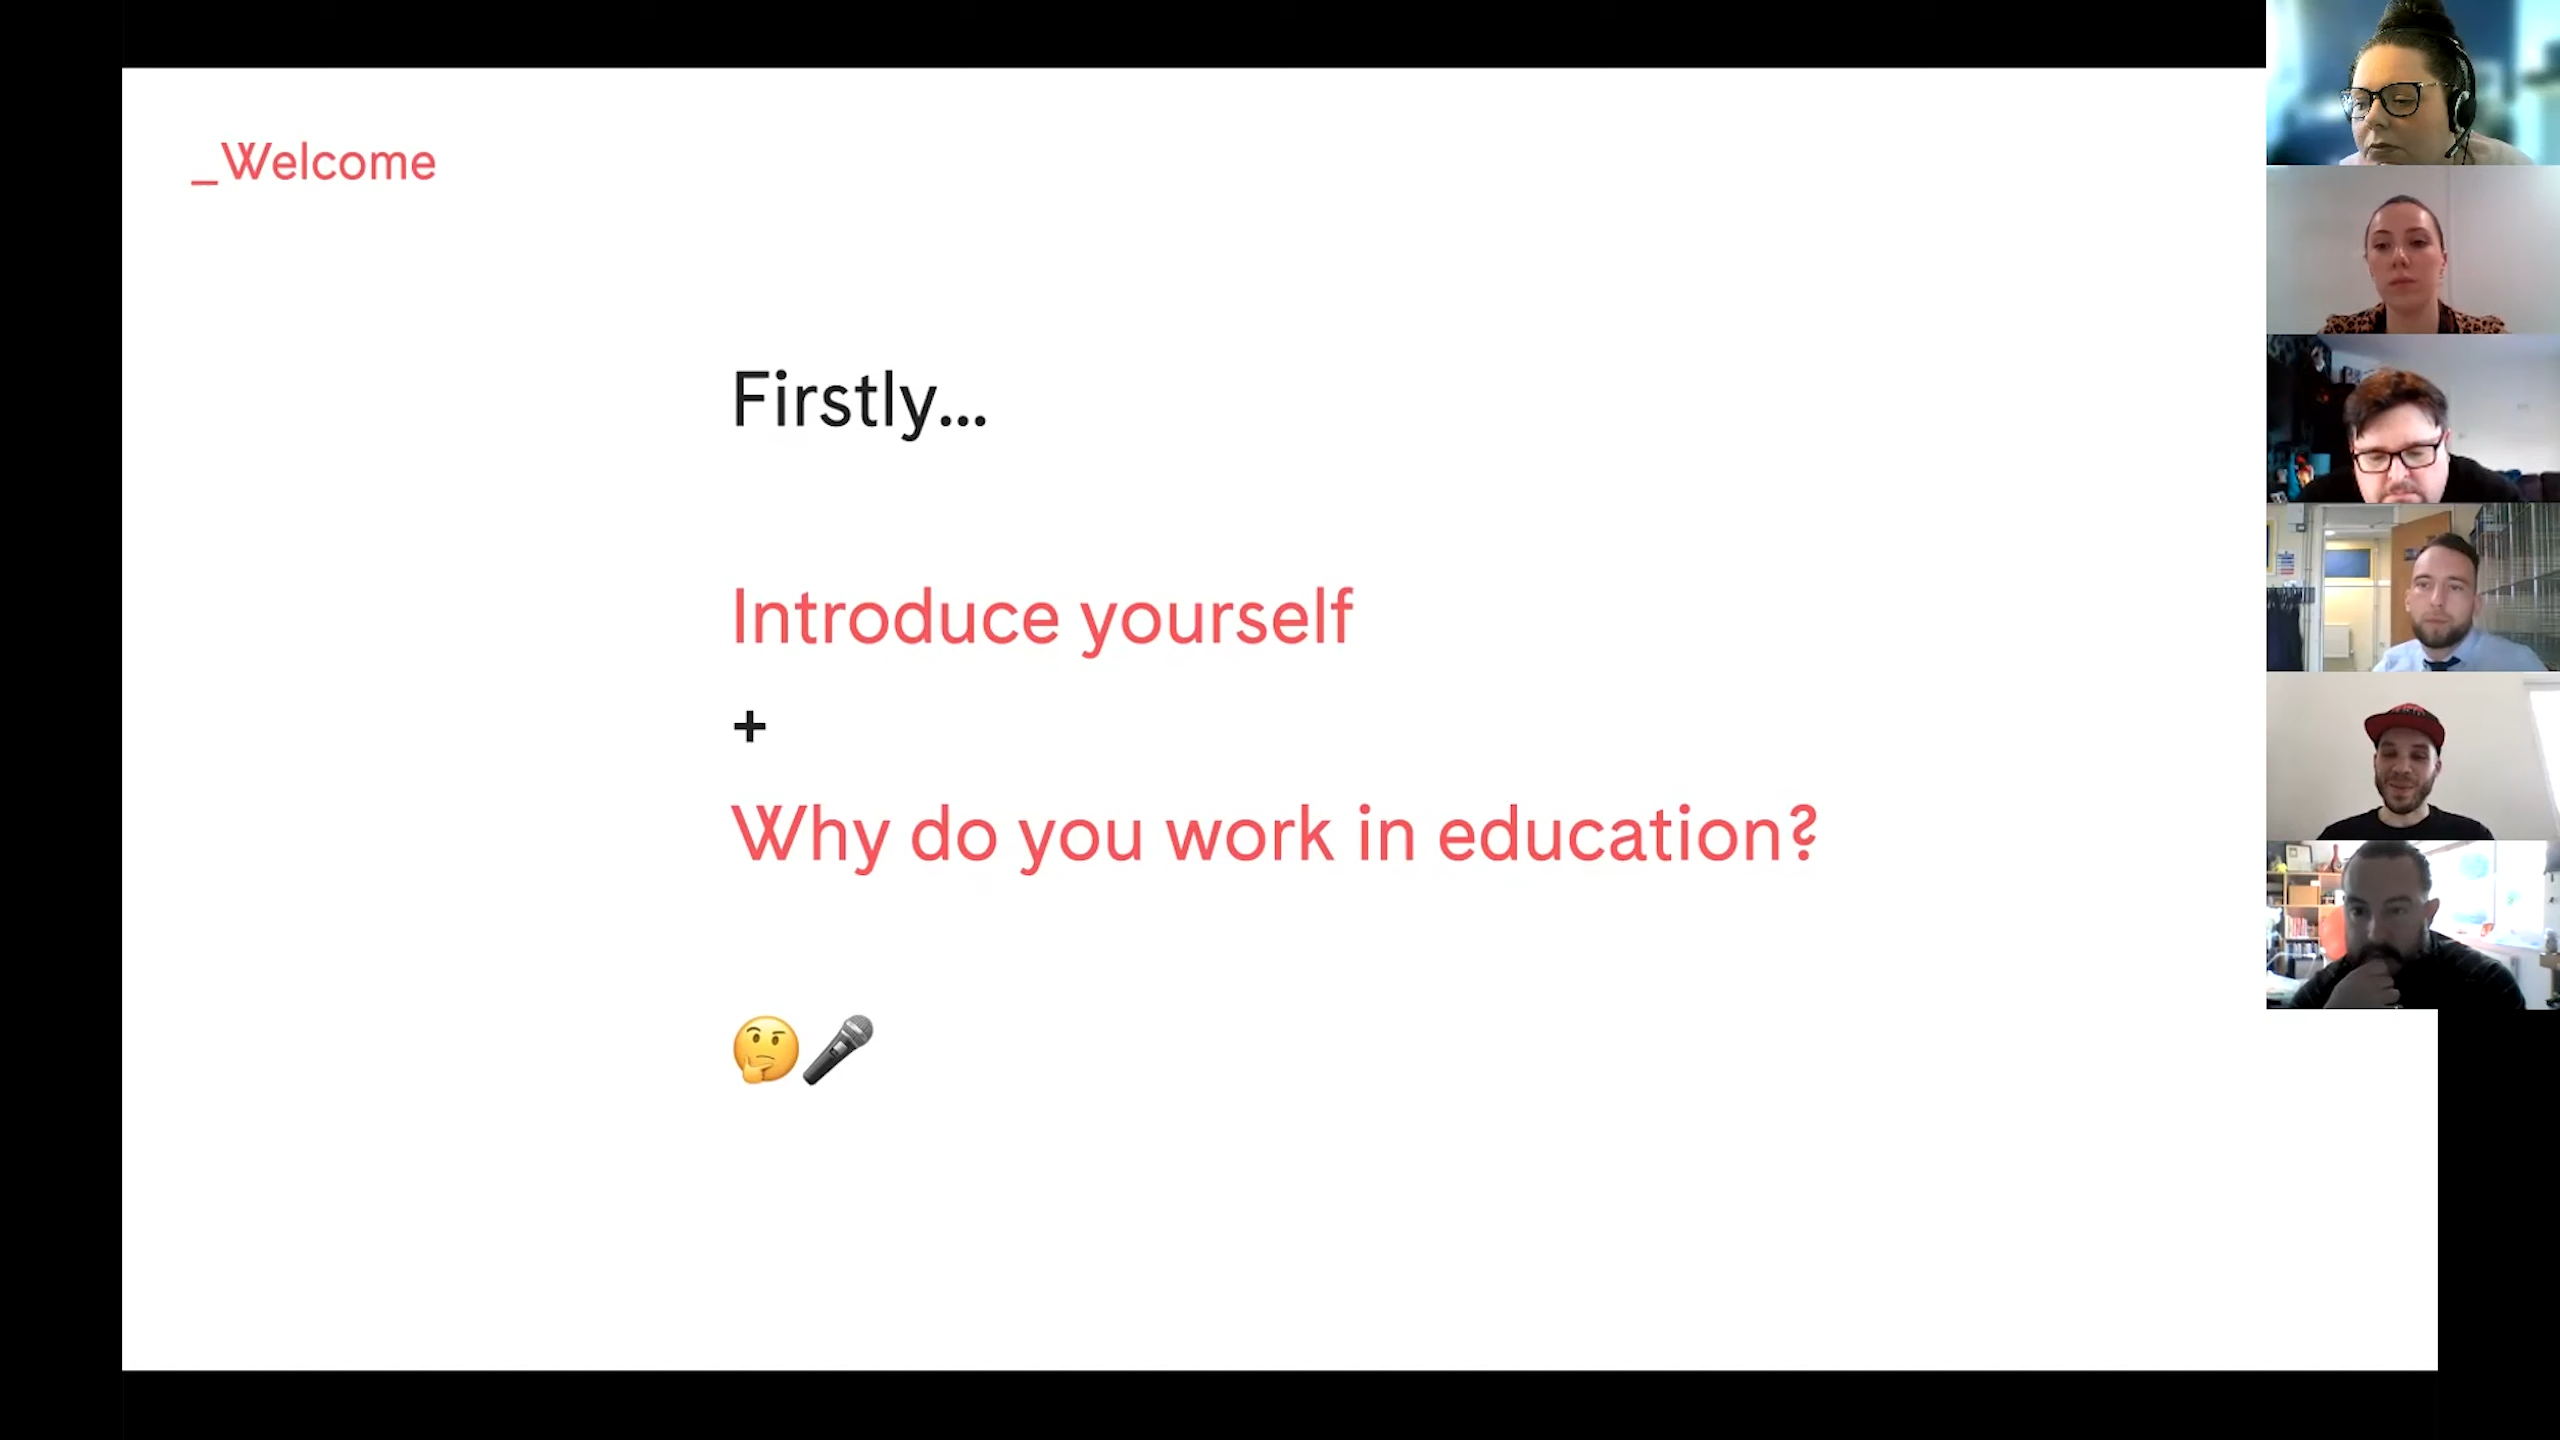 _Welcome
Firstly...
Introduce yourself
+
Why do you work in education?
🤔🎤